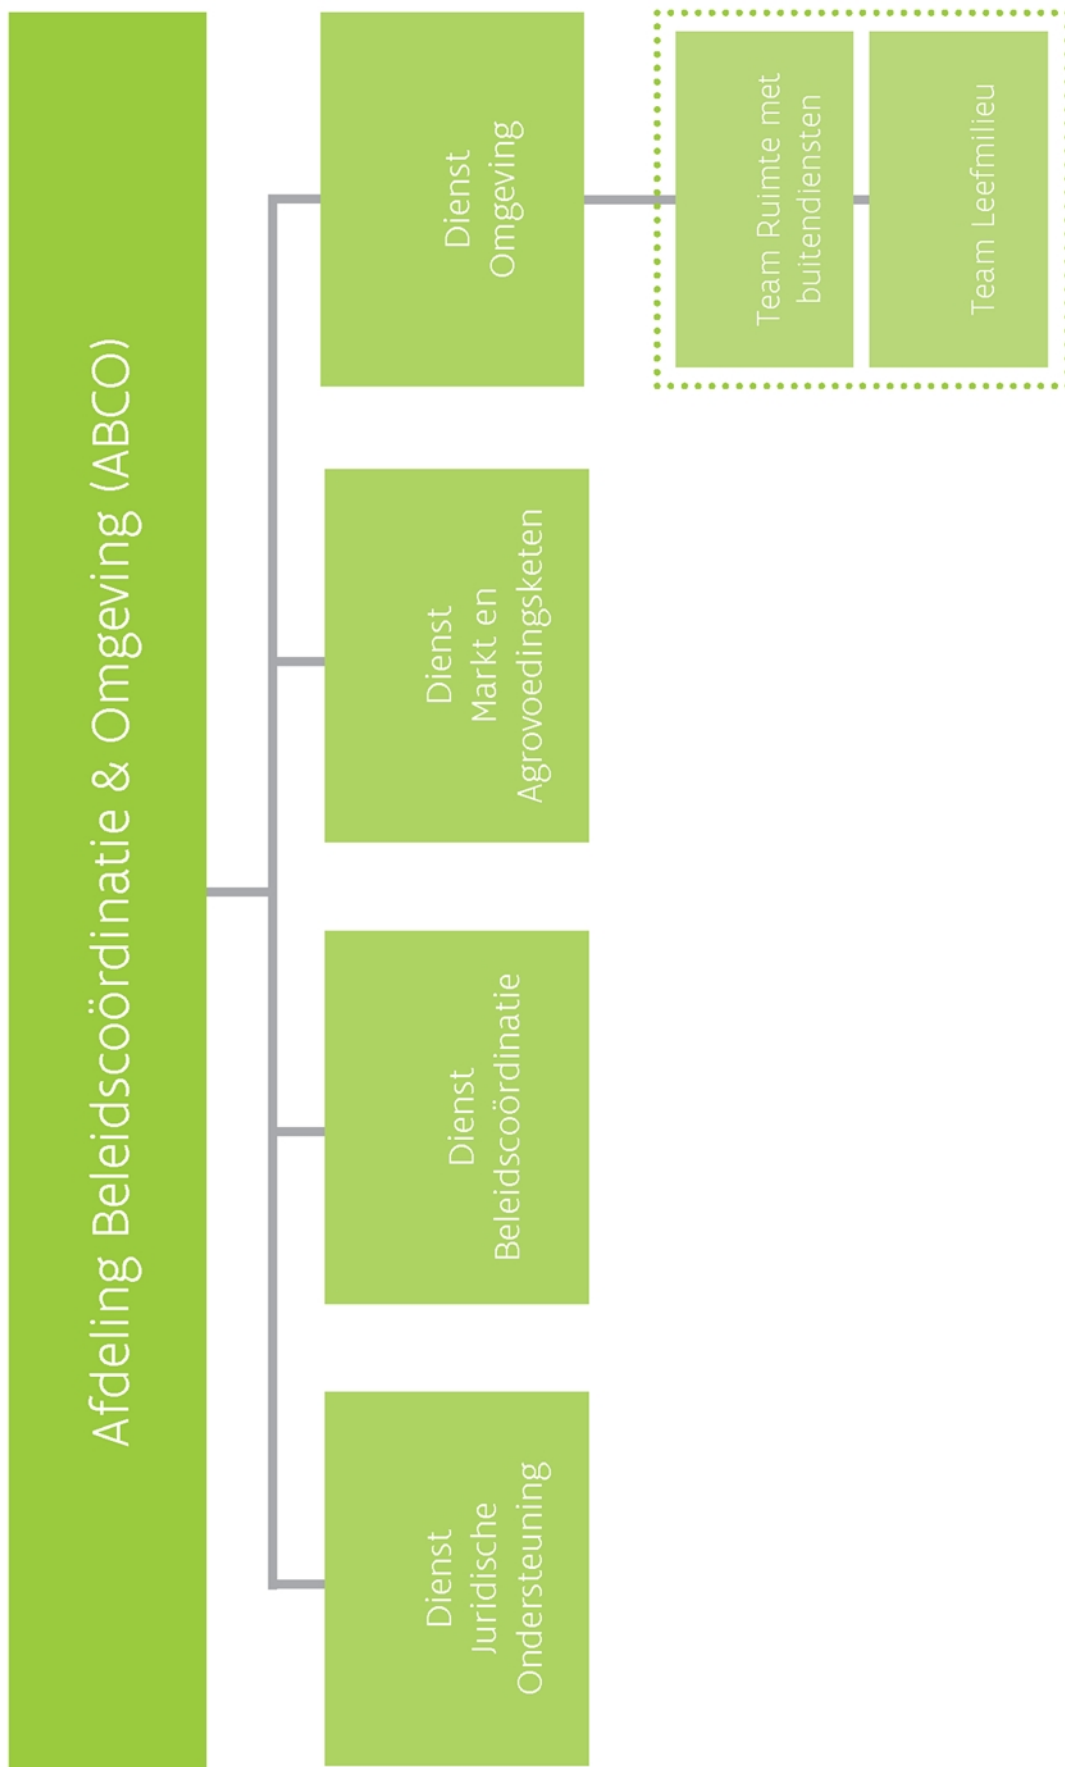 Afdeling Beleidscoördinatie & Omgeving (ABCO)
Dienst
Juridische
Ondersteuning
Dienst
Beleidscoördinatie
Dienst
Markt en
Agrovoedingsketen
Dienst
Omgeving
Team Ruimte met
buitendiensten
Team Leefmilieu